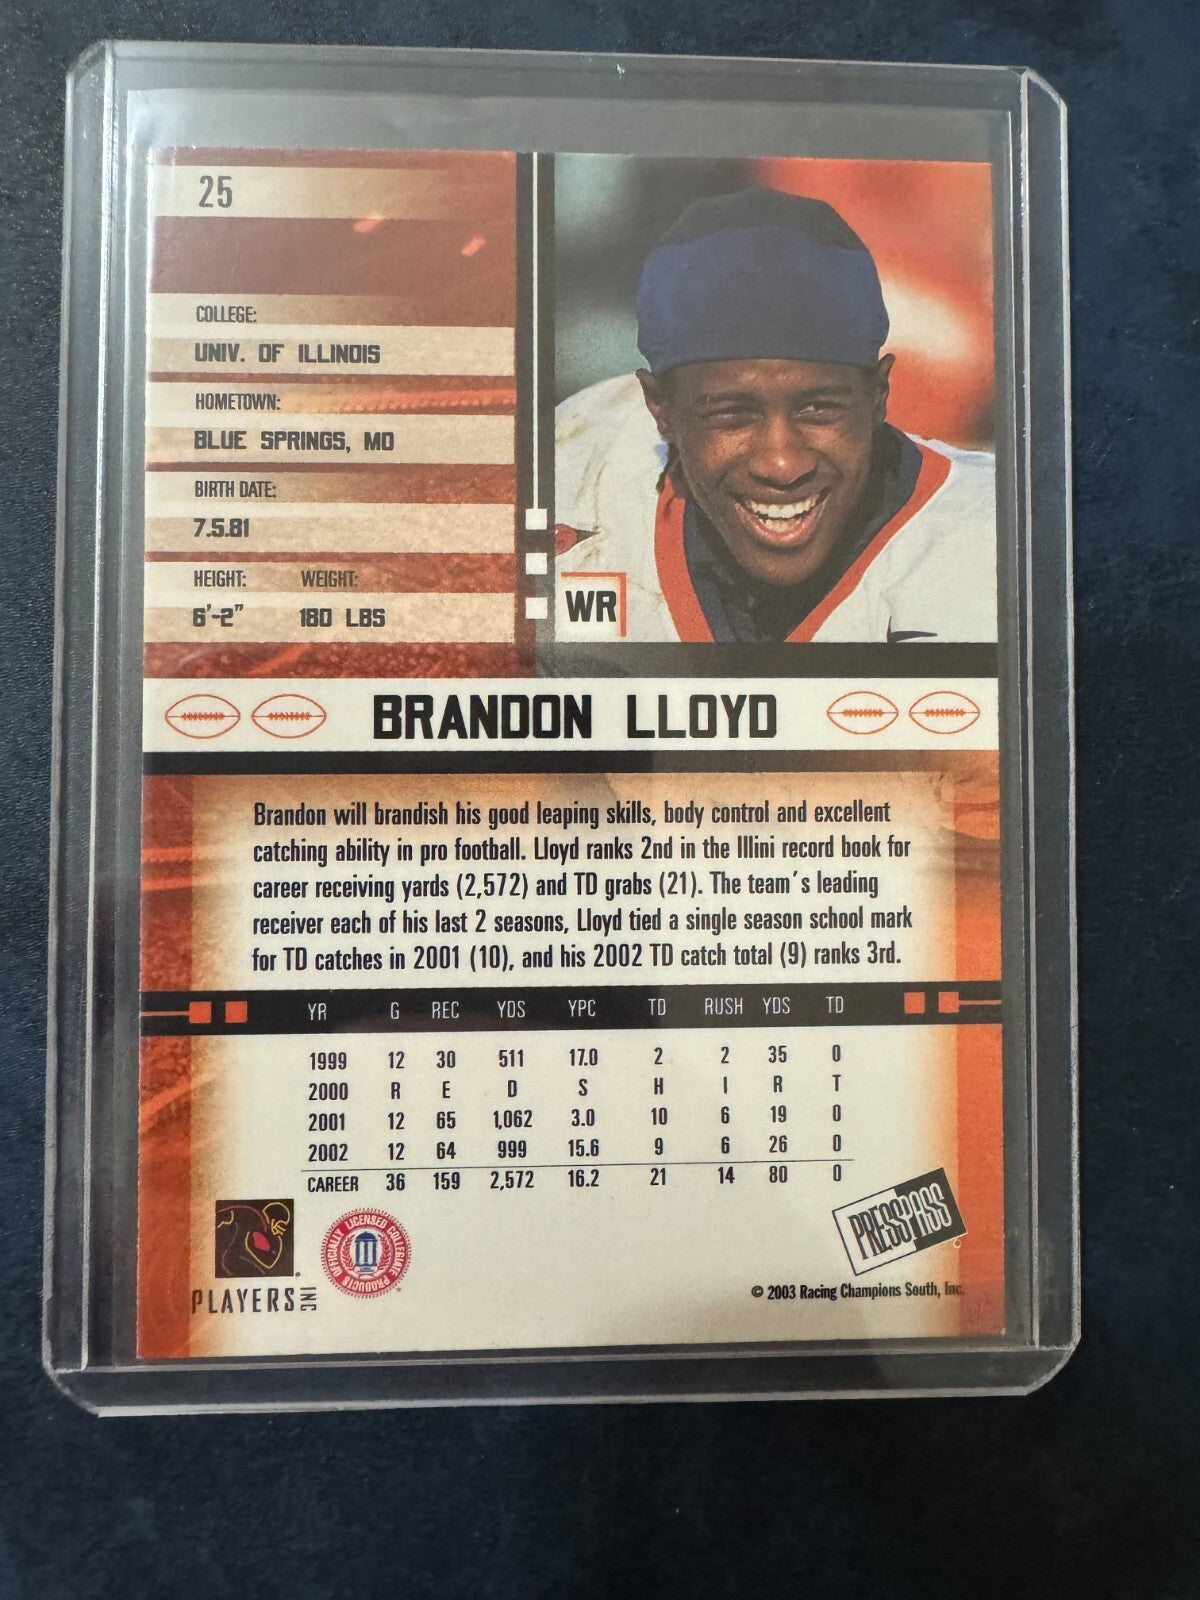 25
COLLEGE:
UNIV. OF ILLINOIS
HOMETOWN:
BLUE SPRINGS, MO
BIRTH DATE:
7.5.81
HEIGHT: WEIGHT:
6'-2" 180 LBS
WR
BRANDON LLOYD
Brandon will brandish his good leaping skills, body control and excellent
catching ability in pro football. Lloyd ranks 2nd in the Illini record book for
career receiving yards (2,572) and TD grabs (21). The team's leading
receiver each of his last 2 seasons, Lloyd tied a single season school mark
for TD catches in 2001 (10), and his 2002 TD catch total (9) ranks 3rd.
YR G REC YDS YPC TD RUSH YDS TD
1999 12 30 511 17.0 2 2 35 0
2000 R E D S H I R T
2001 12 65 1,062 3.0 10 6 19 0
2002 12 64 999 15.6 9 6 26 0
CAREER 36 159 2,572 16.2 21 14 80 0
PLAYERS INC
OFFICIALLY LICENSED COLLEGIATE PRODUCTS
PRESS PASS
© 2003 Racing Champions South, Inc.